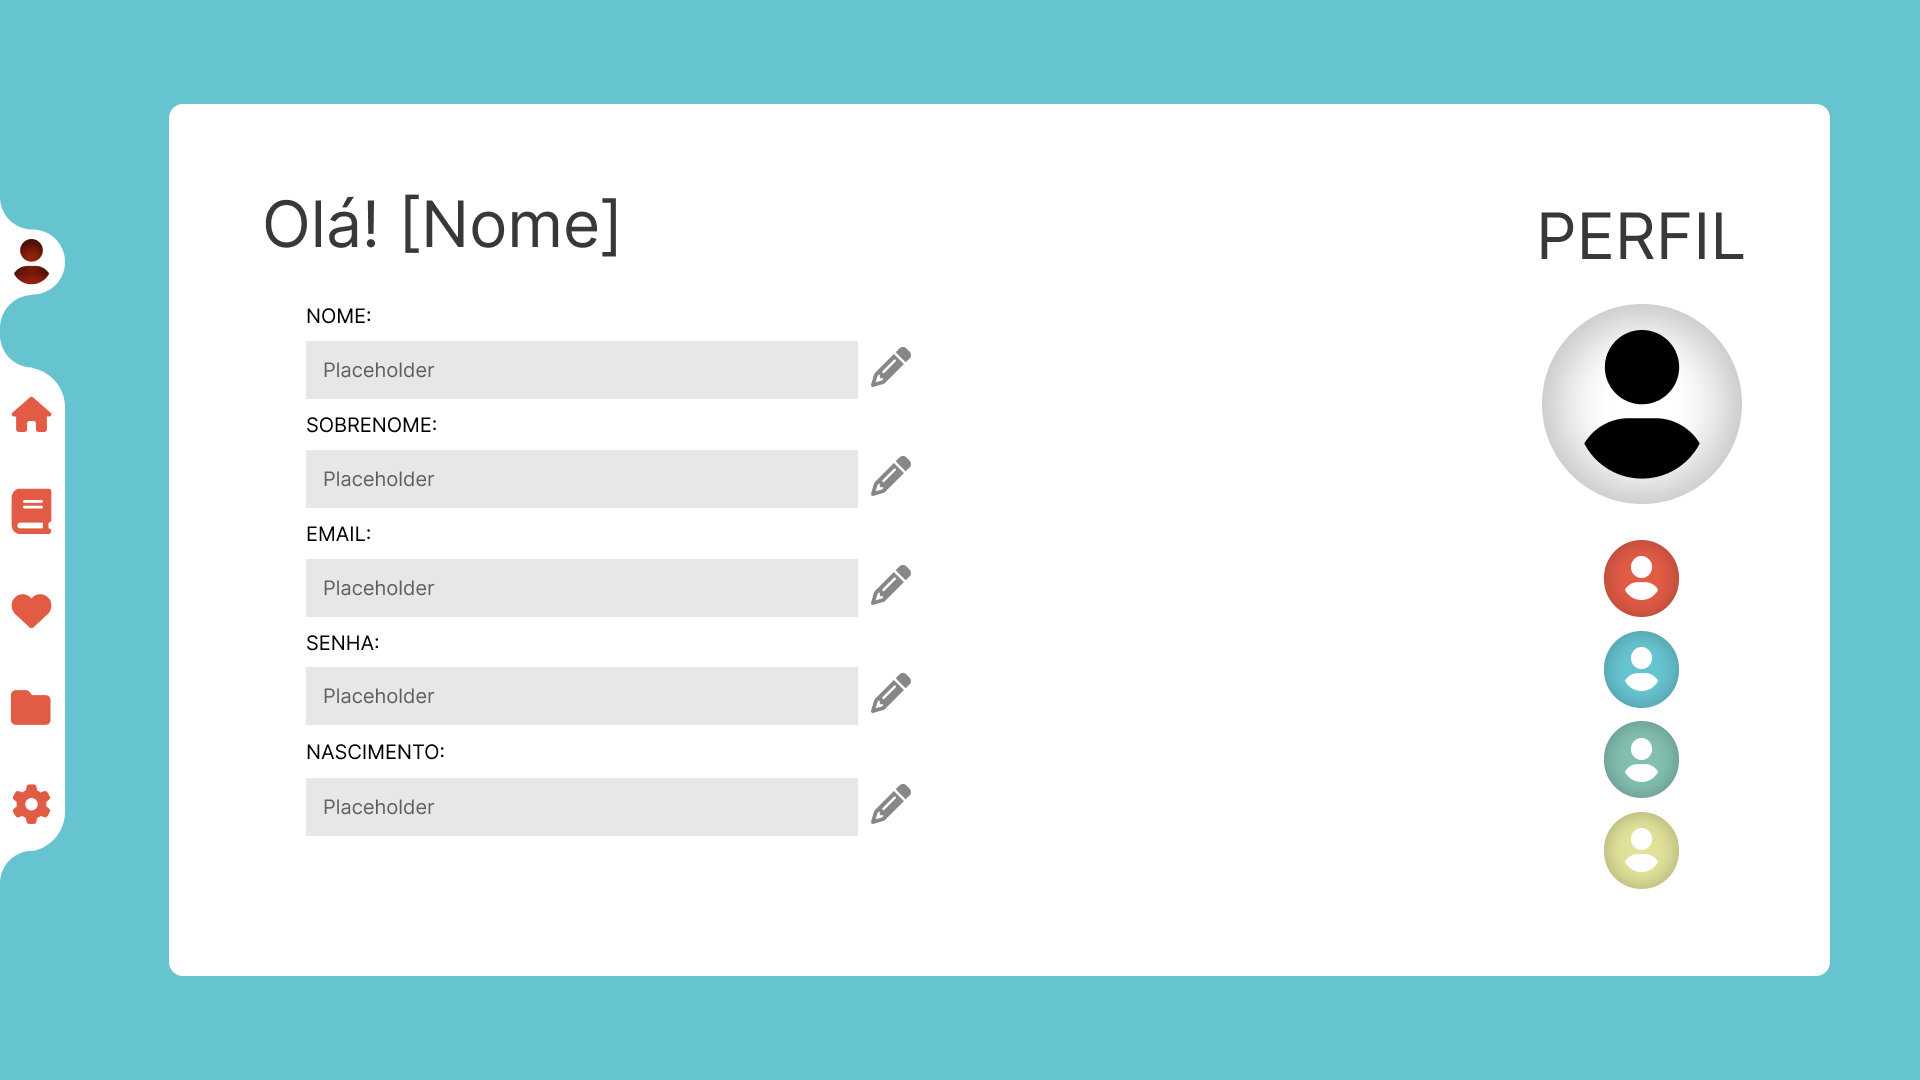 Olá! [Nome]
PERFIL
NOME:
Placeholder
SOBRENOME:
Placeholder
EMAIL:
Placeholder
SENHA:
Placeholder
NASCIMENTO:
Placeholder